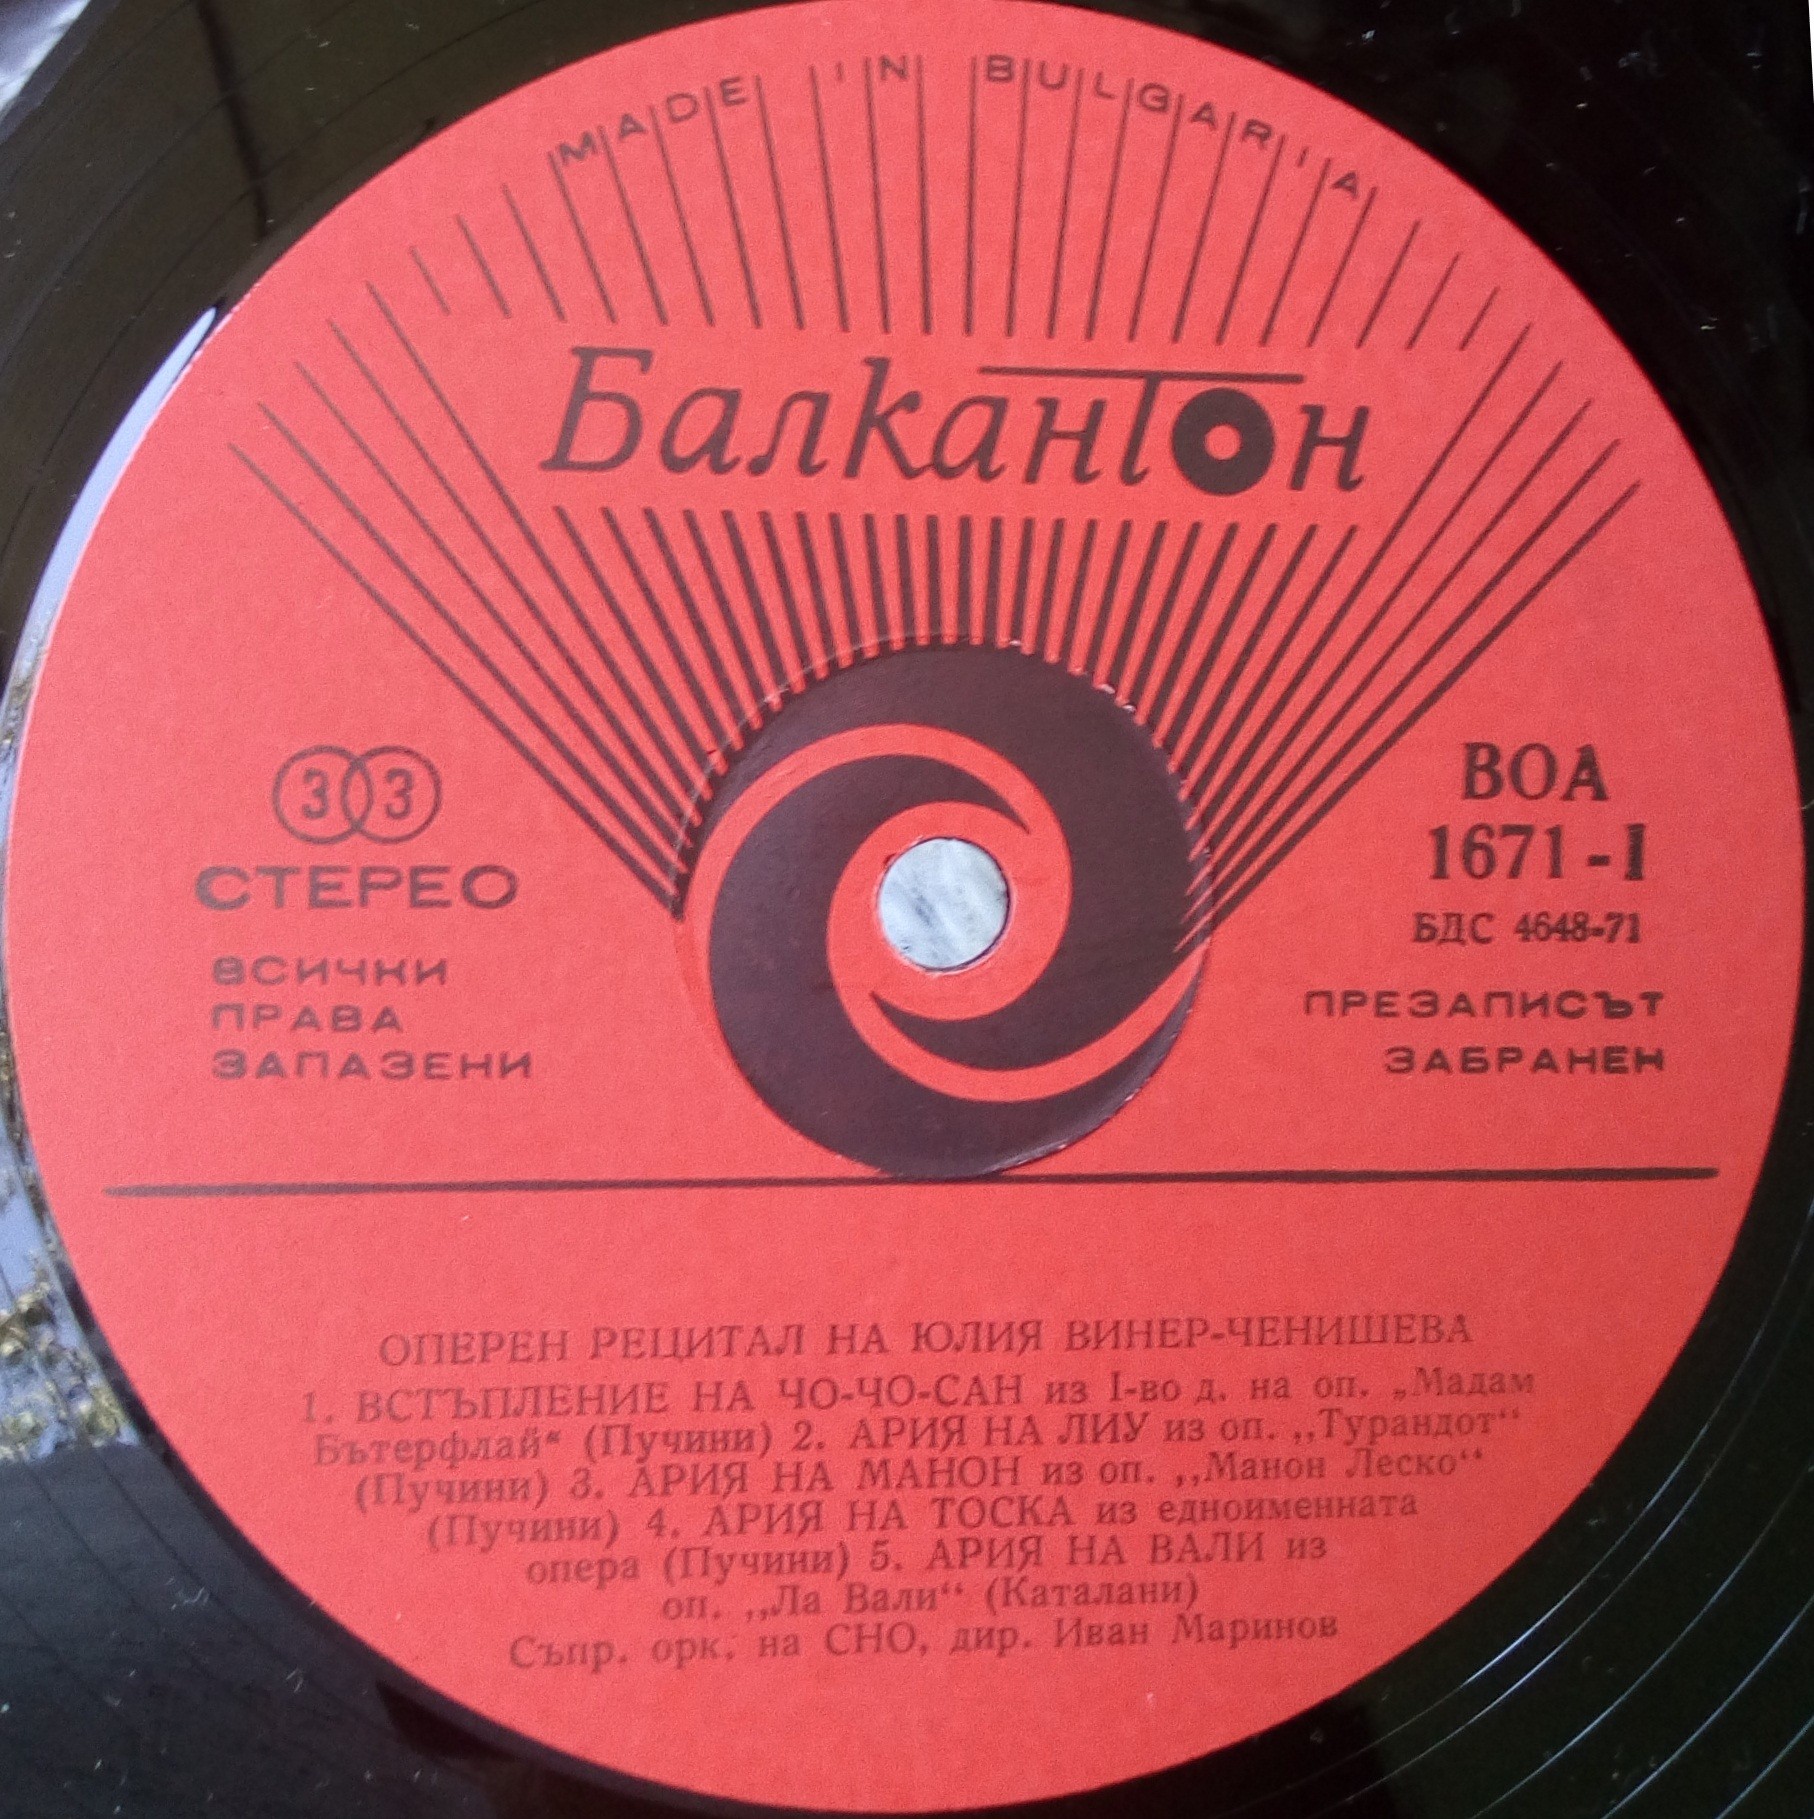 MADE IN BULGARIA
Балкантон
33
СТЕРЕО
ВСИЧКИ
ПРАВА
ЗАПАЗЕНИ
ВОА
1671-I
БДС 4648-71
ПРЕЗАПИСЪТ
ЗАБРАНЕН
ОПЕРЕН РЕЦИТАЛ НА ЮЛИЯ ВИНЕР-ЧЕНИШЕВА
1. ВСТЪПЛЕНИЕ НА ЧО-ЧО-САН из I-во д. на оп. „Мадам
Бътерфлай“ (Пучини) 2. АРИЯ НА ЛИУ из оп. „Турандот“
(Пучини) 3. АРИЯ НА МАНОН из оп. „Манон Леско“
(Пучини) 4. АРИЯ НА ТОСКА из едноименната
опера (Пучини) 5. АРИЯ НА ВАЛИ из
оп. „Ла Вали“ (Каталани)
Съпр. орк. на СНО, дир. Иван Маринов